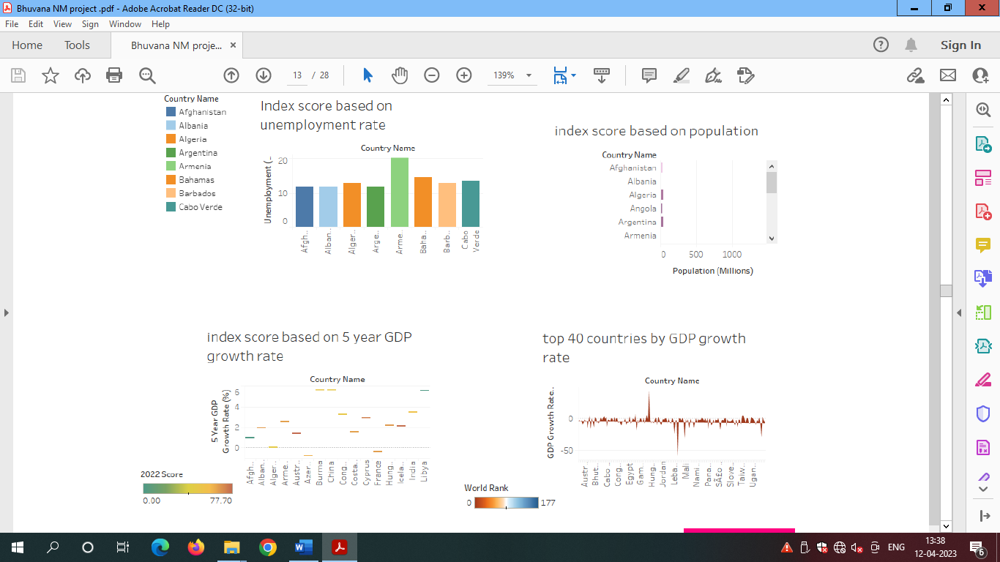 Bhuvana NM project .pdf - Adobe Acrobat Reader DC (32-bit)
File Edit View Sign Window Help
Home Tools Bhuvana NM proje... × Sign In
13 / 28 139%
Country Name
Afghanistan
Albania
Algeria
Argentina
Armenia
Bahamas
Barbados
Cabo Verde
Index score based on
unemployment rate
Country Name
Unemployment (..
20
10
0
Afgh..
Alban..
Alger..
Arge..
Arme..
Baha..
Barb..
Cabo
Verde
index score based on population
Country Name
Afghanistan
Albania
Algeria
Angola
Argentina
Armenia
0 500 1000
Population (Millions)
index score based on 5 year GDP
growth rate
Country Name
5 Year GDP
Growth Rate (%)
6
4
2
0
Afgh..
Alban..
Alger..
Arme..
Austr..
Azer..
Burma
China
Cong..
Costa..
Cyprus
France
Hung..
Icela..
India
Libya
2022 Score
0.00 77.70
top 40 countries by GDP growth
rate
Country Name
GDP Growth Rate..
0
-50
Austr..
Bhut..
Cabo ..
Cong..
Egypt
Gam..
Hung..
Jordan
Leba..
Mali
Nami..
Pana..
SÃ£o ..
Slove..
Taiw..
Ugan..
World Rank
0 177
ENG
13:38
12-04-2023
6